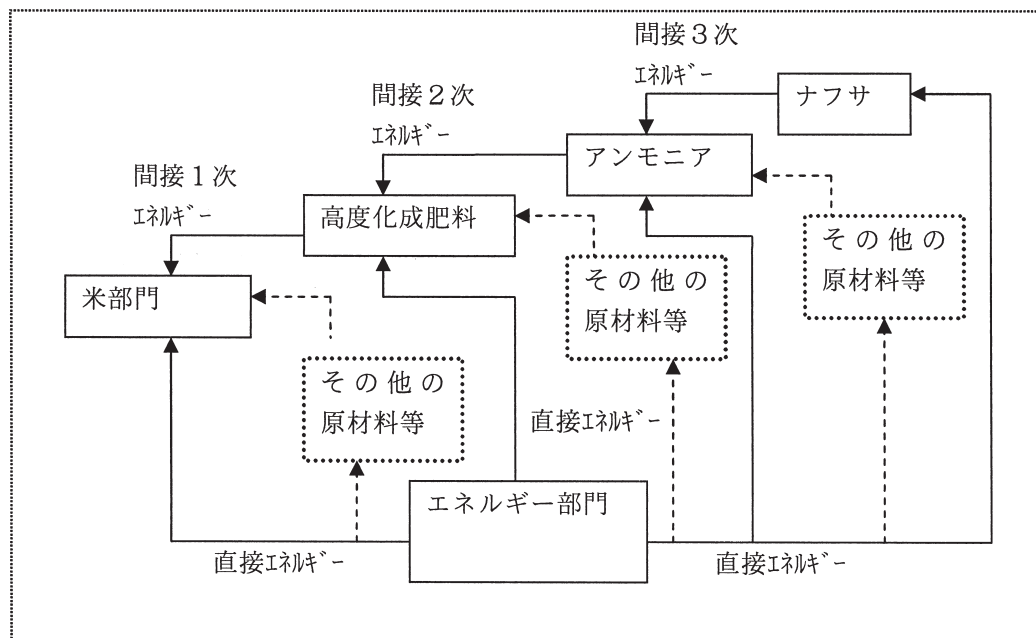 間接３次
ｴﾈﾙｷﾞｰ
ナフサ
間接２次
ｴﾈﾙｷﾞｰ
アンモニア
間接１次
ｴﾈﾙｷﾞｰ
高度化成肥料
その他の
原材料等
その他の
原材料等
米部門
その他の
原材料等
直接ｴﾈﾙｷﾞｰ
エネルギー部門
直接ｴﾈﾙｷﾞｰ
直接ｴﾈﾙｷﾞｰ